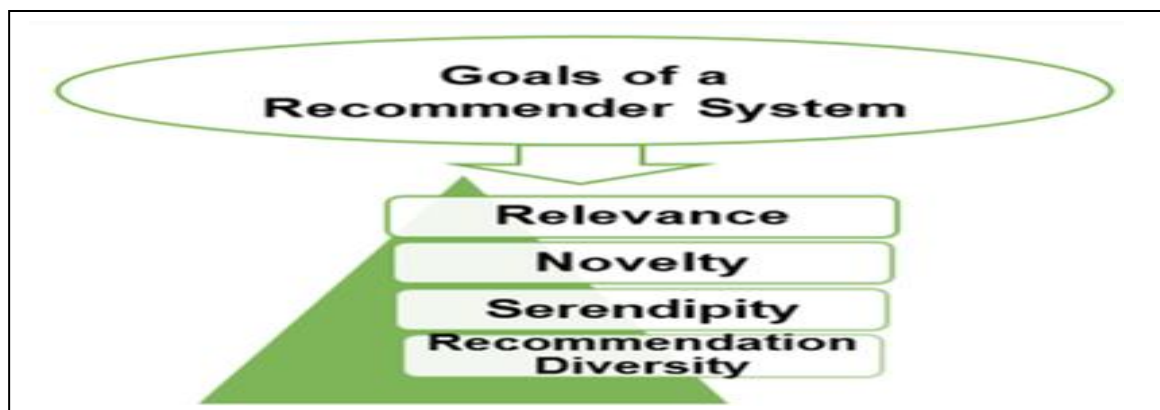 Goals of a
Recommender System
Relevance
Novelty
Serendipity
Recommendation
Diversity